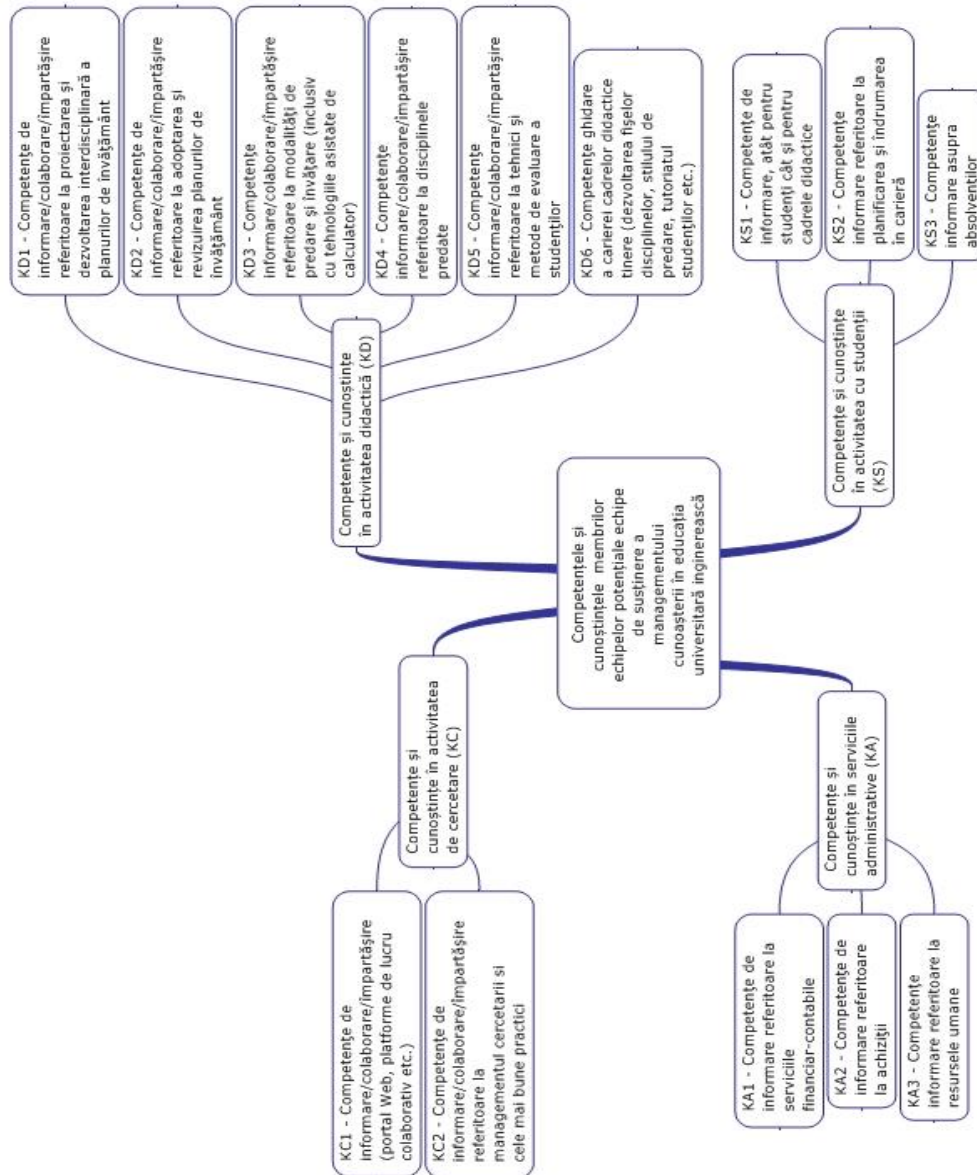 Competențele și
cunoștințele membrilor
echipelor potențiale echipe
de susținere a
managementului
cunoașterii în educația
universitară inginerească
Competențe și cunoștințe
în activitatea didactică (KD)
KD1 - Competențe de
informare/colaborare/impartășire
referitoare la proiectarea și
dezvoltarea interdisciplinară a
planurilor de învățământ
KD2 - Competențe de
informare/colaborare/impartășire
referitoare la adoptarea și
revizuirea planurilor de
învățământ
KD3 - Competențe
informare/colaborare/impartășire
referitoare la modalități de
predare și învățare (inclusiv
cu tehnologiile asistate de
calculator)
KD4 - Competențe
informare/colaborare/impartășire
referitoare la disciplinele
predate
KD5 - Competențe
informare/colaborare/impartășire
referitoare la tehnici și
metode de evaluare a
studenților
KD6 - Competențe ghidare
a carierei cadrelor didactice
tinere (dezvoltarea fișelor
disciplinelor, stilului de
predare, tutoriatul
studenților etc.)
Competențe și cunoștințe
în activitatea cu studenții
(KS)
KS1 - Competențe de
informare, atât pentru
studenți cât și pentru
cadrele didactice
KS2 - Competențe
informare referitoare la
planificarea și îndrumarea
în carieră
KS3 - Competențe
informare asupra
absolvenților
Competențe și
cunoștințe în activitatea
de cercetare (KC)
KC1 - Competențe de
informare/colaborare/impartășire
(portal Web, platforme de lucru
colaborativ etc.)
KC2 - Competențe de
informare/colaborare/impartășire
referitoare la
managementul cercetarii si
cele mai bune practici
Competențe și
cunoștințe în serviciile
administrative (KA)
KA1 - Competențe de
informare referitoare la
serviciile
financiar-contabile
KA2 - Competențe de
informare referitoare
la achiziții
KA3 - Competențe
informare referitoare la
resursele umane